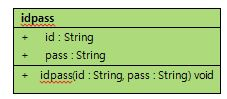 idpass
+ id : String
+ pass : String
+ idpass(id : String, pass : String) void